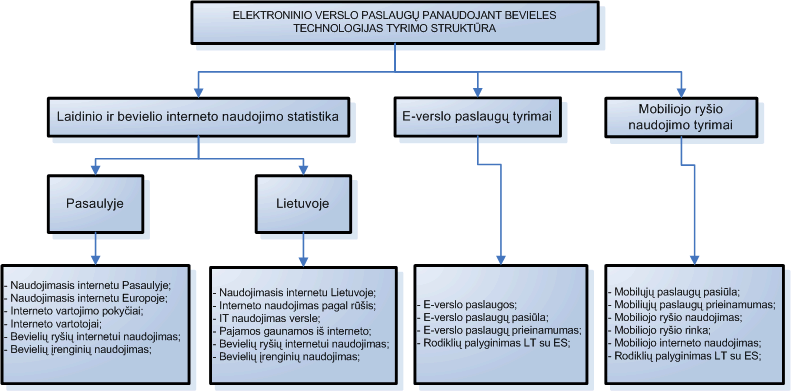 ELEKTRONINIO VERSLO PASLAUGŲ PANAUDOJANT BEVIELES
TECHNOLOGIJAS TYRIMO STRUKTŪRA
Laidinio ir bevielio interneto naudojimo statistika
E-verslo paslaugų tyrimai
Mobiliojo ryšio
naudojimo tyrimai
Pasaulyje
Lietuvoje
- Naudojimasis internetu Pasaulyje;
- Naudojimasis internetu Europoje;
- Interneto vartojimo pokyčiai;
- Interneto vartotojai;
- Bevielių ryšių internetui naudojimas;
- Bevielių įrenginių naudojimas;
- Naudojimasis internetu Lietuvoje;
- Interneto naudojimas pagal rūšis;
- IT naudojimas versle;
- Pajamos gaunamos iš interneto;
- Bevielių ryšių internetui naudojimas;
- Bevielių įrenginių naudojimas;
- E-verslo paslaugos;
- E-verslo paslaugų pasiūla;
- E-verslo paslaugų prieinamumas;
- Rodiklių palyginimas LT su ES;
- Mobilųjų paslaugų pasiūla;
- Mobiliųjų paslaugų prieinamumas;
- Mobiliojo ryšio naudojimas;
- Mobiliojo ryšio rinka;
- Mobiliojo interneto naudojimas;
- Rodiklių palyginimas LT su ES;